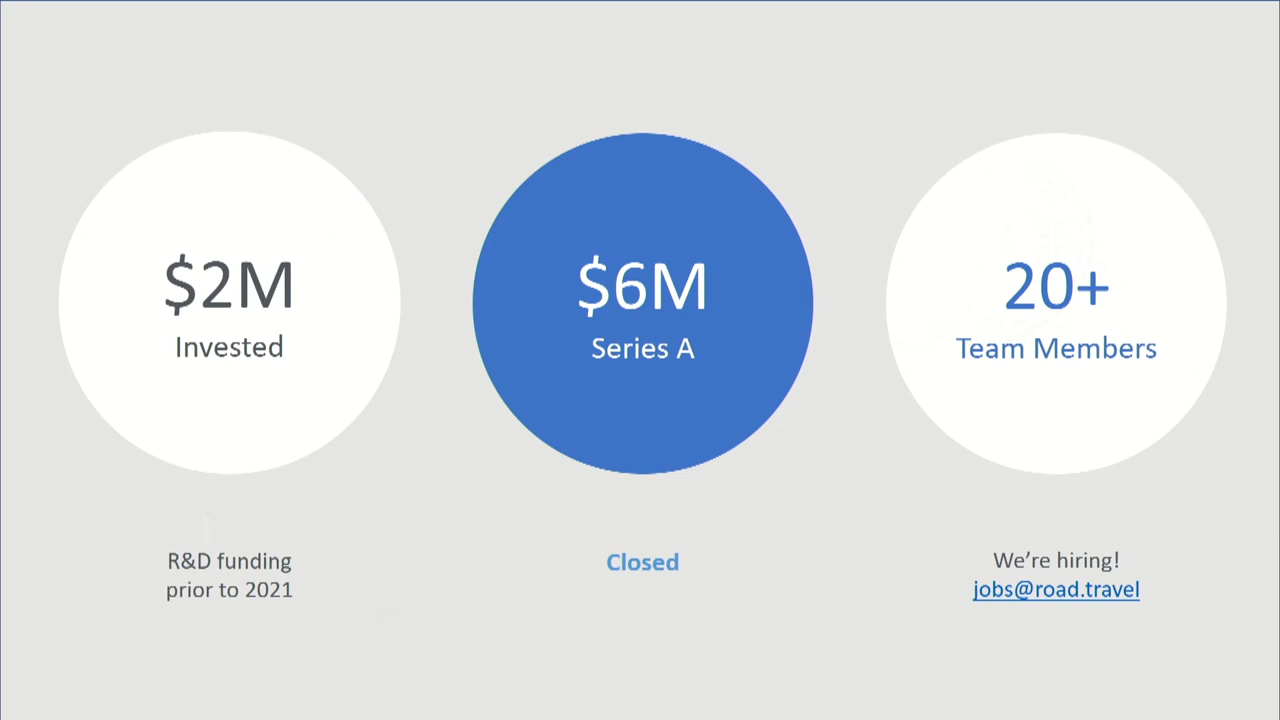 $2M
Invested
$6M
Series A
20+
Team Members
R&D funding
prior to 2021
Closed
We’re hiring!
jobs@road.travel